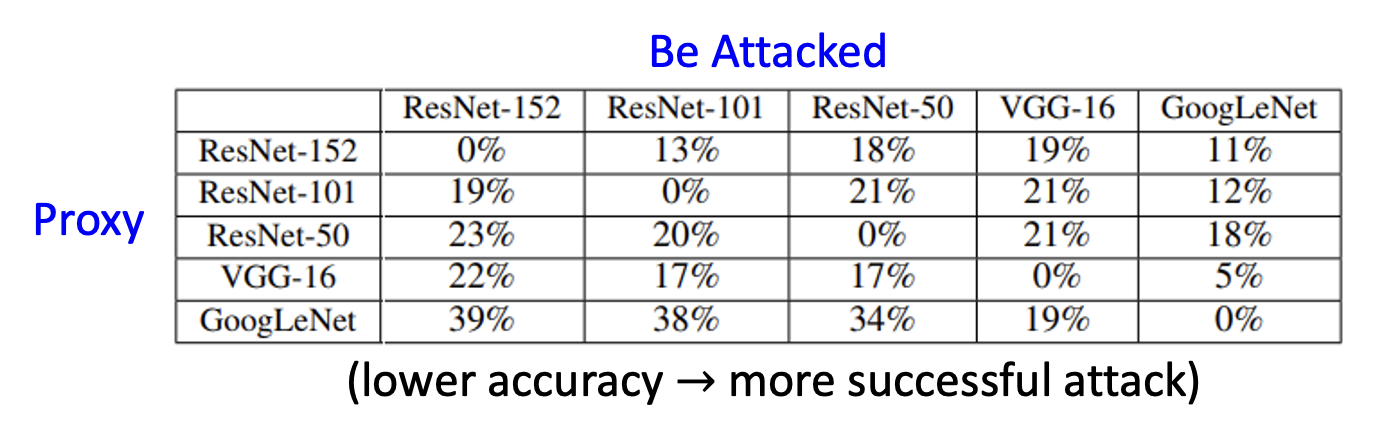 Be Attacked
ResNet-152 ResNet-101 ResNet-50 VGG-16 GoogLeNet
ResNet-152 0% 13% 18% 19% 11%
ResNet-101 19% 0% 21% 21% 12%
Proxy
ResNet-50 23% 20% 0% 21% 18%
VGG-16 22% 17% 17% 0% 5%
GoogLeNet 39% 38% 34% 19% 0%
(lower accuracy → more successful attack)